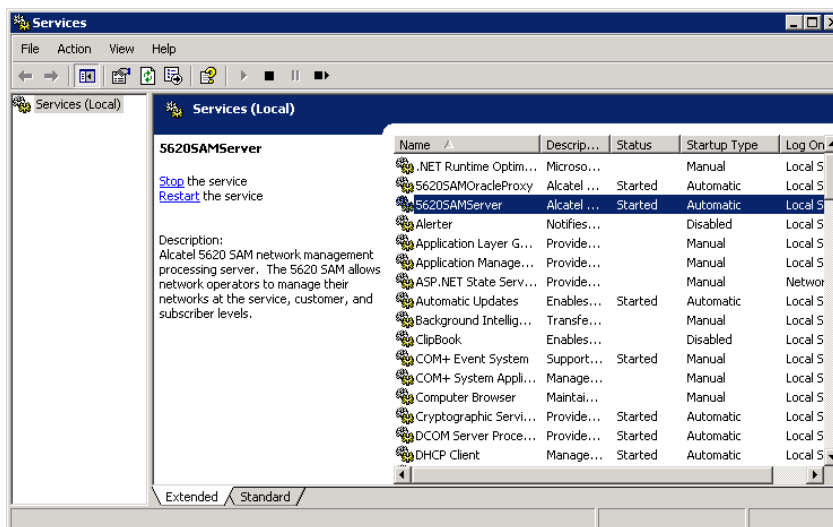 Services
File Action View Help
Services (Local)
Services (Local)
5620SAMServer
Stop the service
Restart the service
Description:
Alcatel 5620 SAM network management
processing server. The 5620 SAM allows
network operators to manage their
networks at the service, customer, and
subscriber levels.
Name Descrip... Status Startup Type Log On
.NET Runtime Optim... Microso... Manual Local S
5620SAMOracleProxy Alcatel ... Started Automatic Local S
5620SAMServer Alcatel ... Started Automatic Local S
Alerter Notifies... Disabled Local S
Application Layer G... Provide... Manual Local S
Application Manage... Provide... Manual Local S
ASP.NET State Serv... Provide... Manual Networ
Automatic Updates Enables... Started Automatic Local S
Background Intellig... Transfe... Manual Local S
ClipBook Enables... Disabled Local S
COM+ Event System Support... Started Manual Local S
COM+ System Appli... Manage... Manual Local S
Computer Browser Maintai... Manual Local S
Cryptographic Servi... Provide... Started Automatic Local S
DCOM Server Proce... Provide... Started Automatic Local S
DHCP Client Manage... Started Automatic Local S
Extended Standard